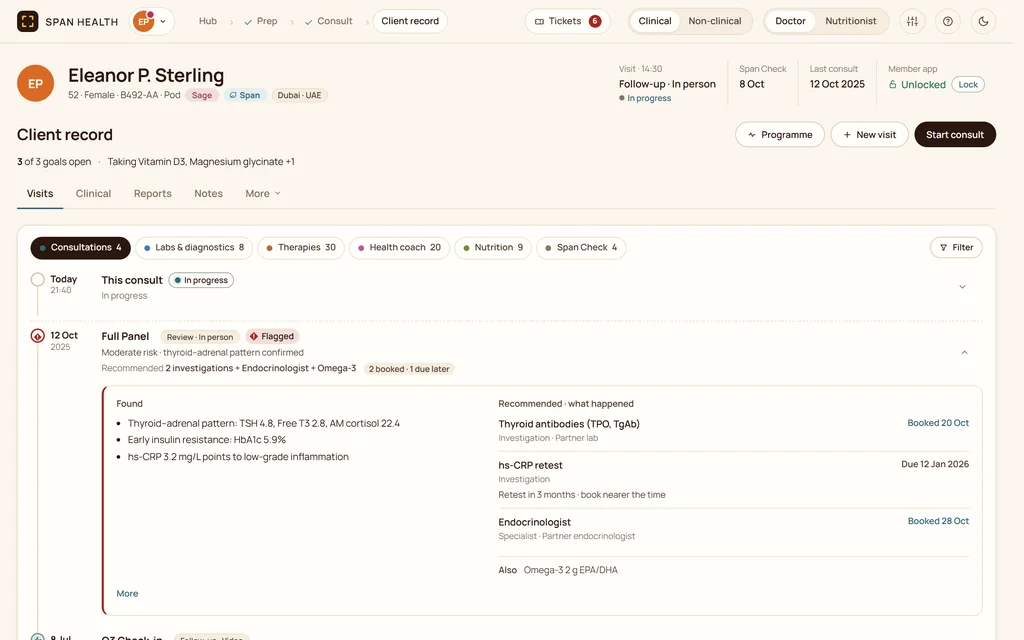 SPAN HEALTH EP Hub Prep Consult Client record Tickets 6 Clinical Non-clinical Doctor Nutritionist
EP
Eleanor P. Sterling
52 · Female · B492-AA · Pod Sage Span Dubai · UAE
Visit · 14:30
Follow-up · In person
In progress
Span Check
8 Oct
Last consult
12 Oct 2025
Member app
Unlocked Lock
Client record
Programme + New visit Start consult
3 of 3 goals open · Taking Vitamin D3, Magnesium glycinate +1
Visits Clinical Reports Notes More
Consultations 4 Labs & diagnostics 8 Therapies 30 Health coach 20 Nutrition 9 Span Check 4 Filter
Today
21:40
This consult In progress
In progress
12 Oct
2025
Full Panel Review · In person Flagged
Moderate risk · thyroid–adrenal pattern confirmed
Recommended 2 investigations + Endocrinologist + Omega-3 2 booked · 1 due later
Found
• Thyroid–adrenal pattern: TSH 4.8, Free T3 2.8, AM cortisol 22.4
• Early insulin resistance: HbA1c 5.9%
• hs-CRP 3.2 mg/L points to low-grade inflammation
More
Recommended · what happened
Thyroid antibodies (TPO, TgAb) Booked 20 Oct
Investigation · Partner lab
hs-CRP retest Due 12 Jan 2026
Investigation
Retest in 3 months · book nearer the time
Endocrinologist Booked 28 Oct
Specialist · Partner endocrinologist
Also Omega-3 2 g EPA/DHA
8 Jul Q3 Check-in Follow-up · Video